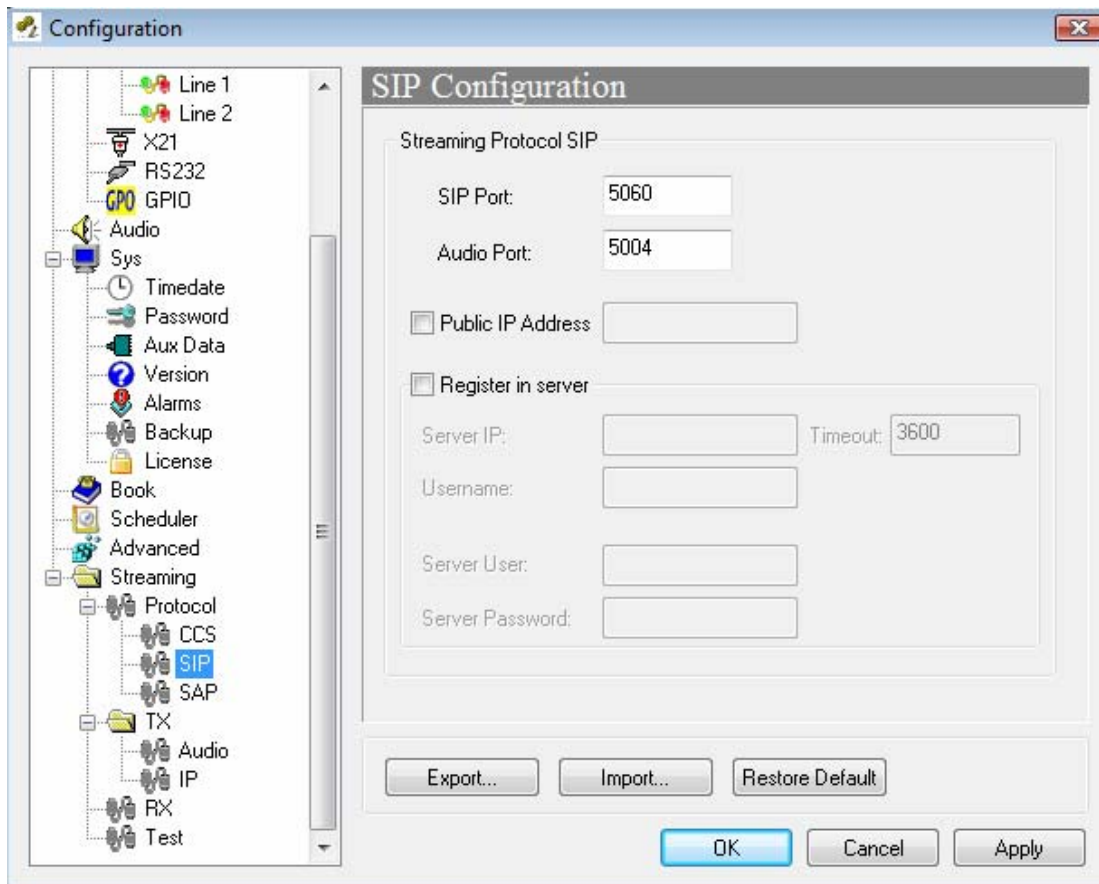 Configuration
Line 1
Line 2
X21
RS232
GPO GPIO
Audio
Sys
Timedate
Password
Aux Data
Version
Alarms
Backup
License
Book
Scheduler
Advanced
Streaming
Protocol
CCS
SIP
SAP
TX
Audio
IP
RX
Test
SIP Configuration
Streaming Protocol SIP
SIP Port: 5060
Audio Port: 5004
Public IP Address
Register in server
Server IP: Timeout: 3600
Username:
Server User:
Server Password:
Export... Import... Restore Default
OK Cancel Apply